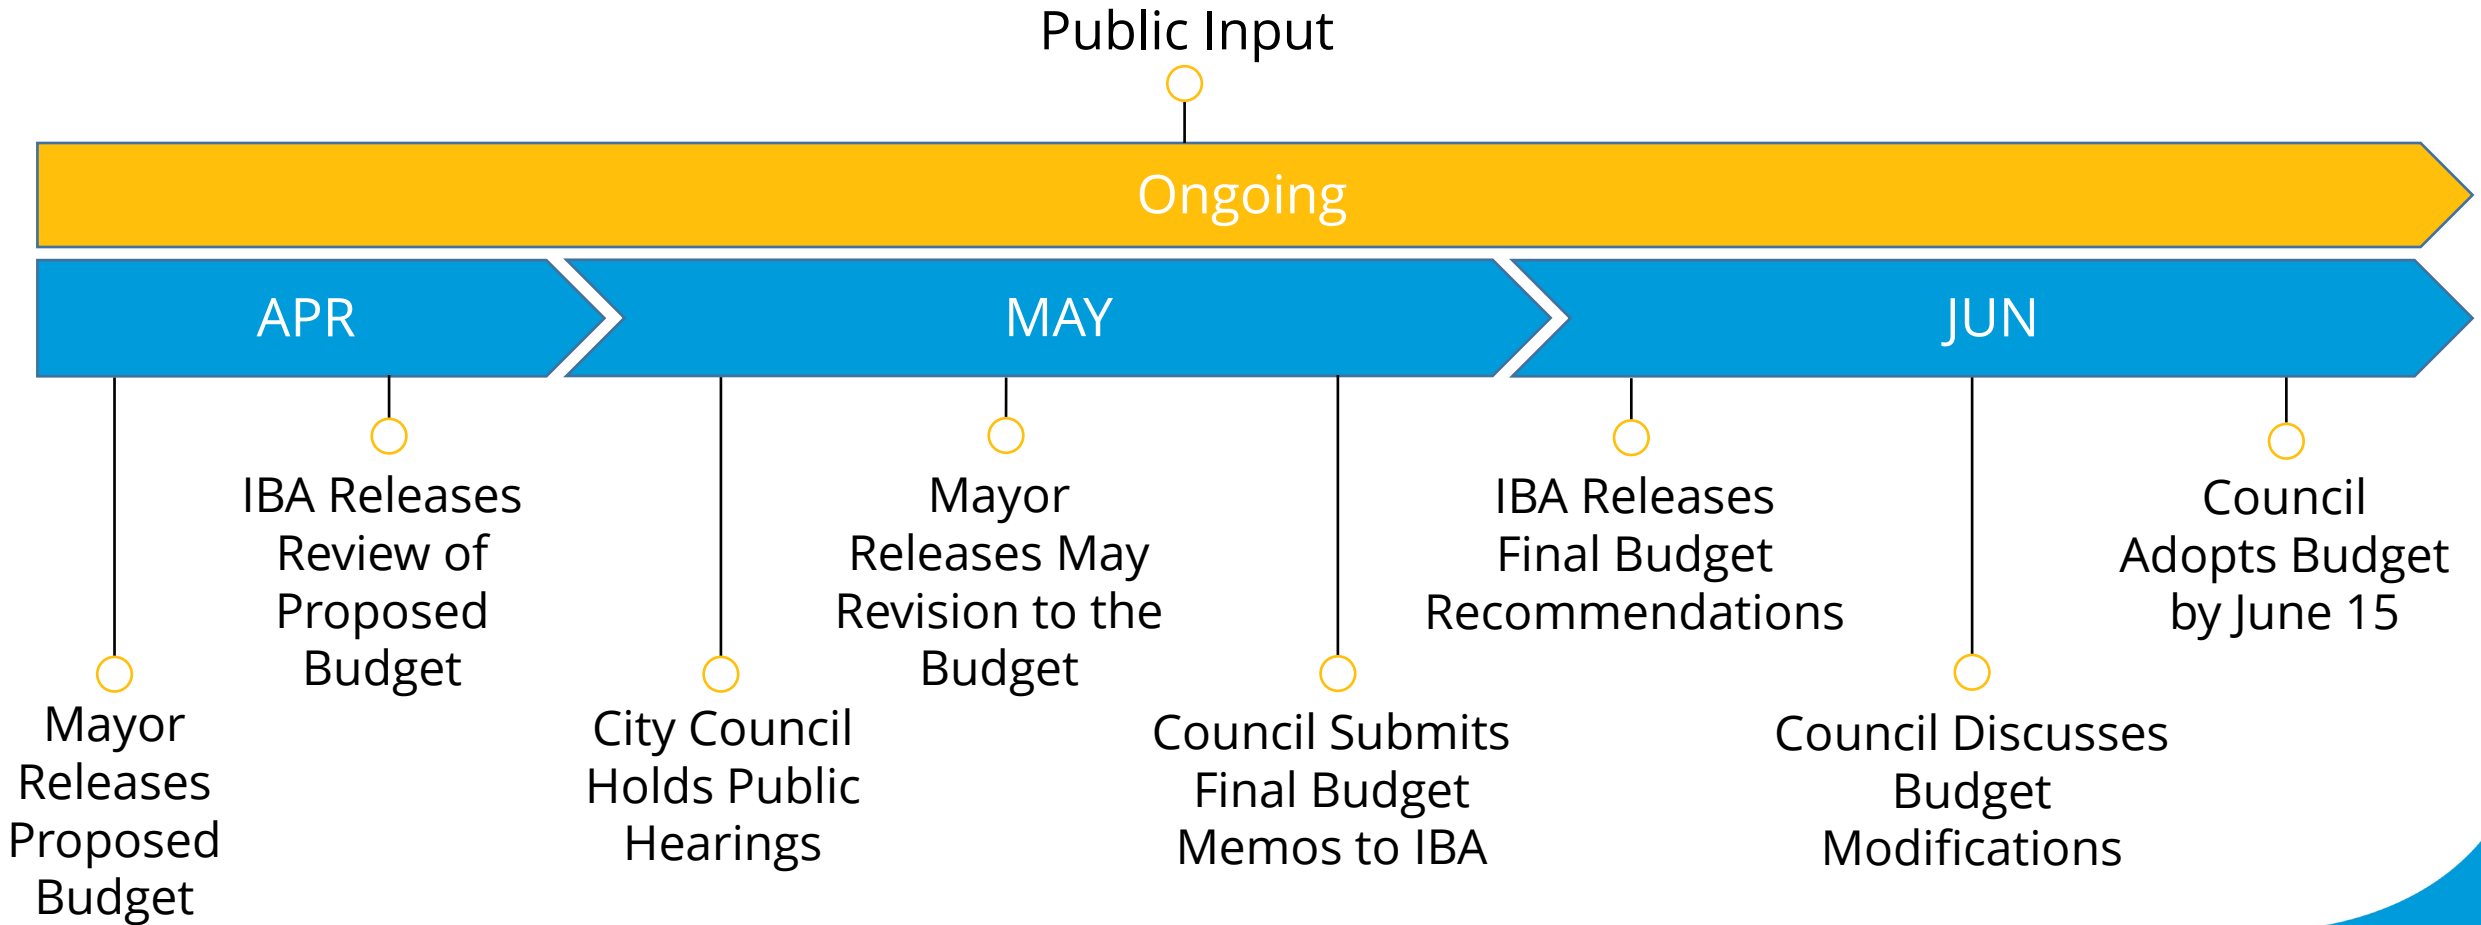 Public Input
Ongoing
APR
MAY
JUN
Mayor
Releases
Proposed
Budget
IBA Releases
Review of
Proposed
Budget
City Council
Holds Public
Hearings
Mayor
Releases May
Revision to the
Budget
Council Submits
Final Budget
Memos to IBA
IBA Releases
Final Budget
Recommendations
Council Discusses
Budget
Modifications
Council
Adopts Budget
by June 15